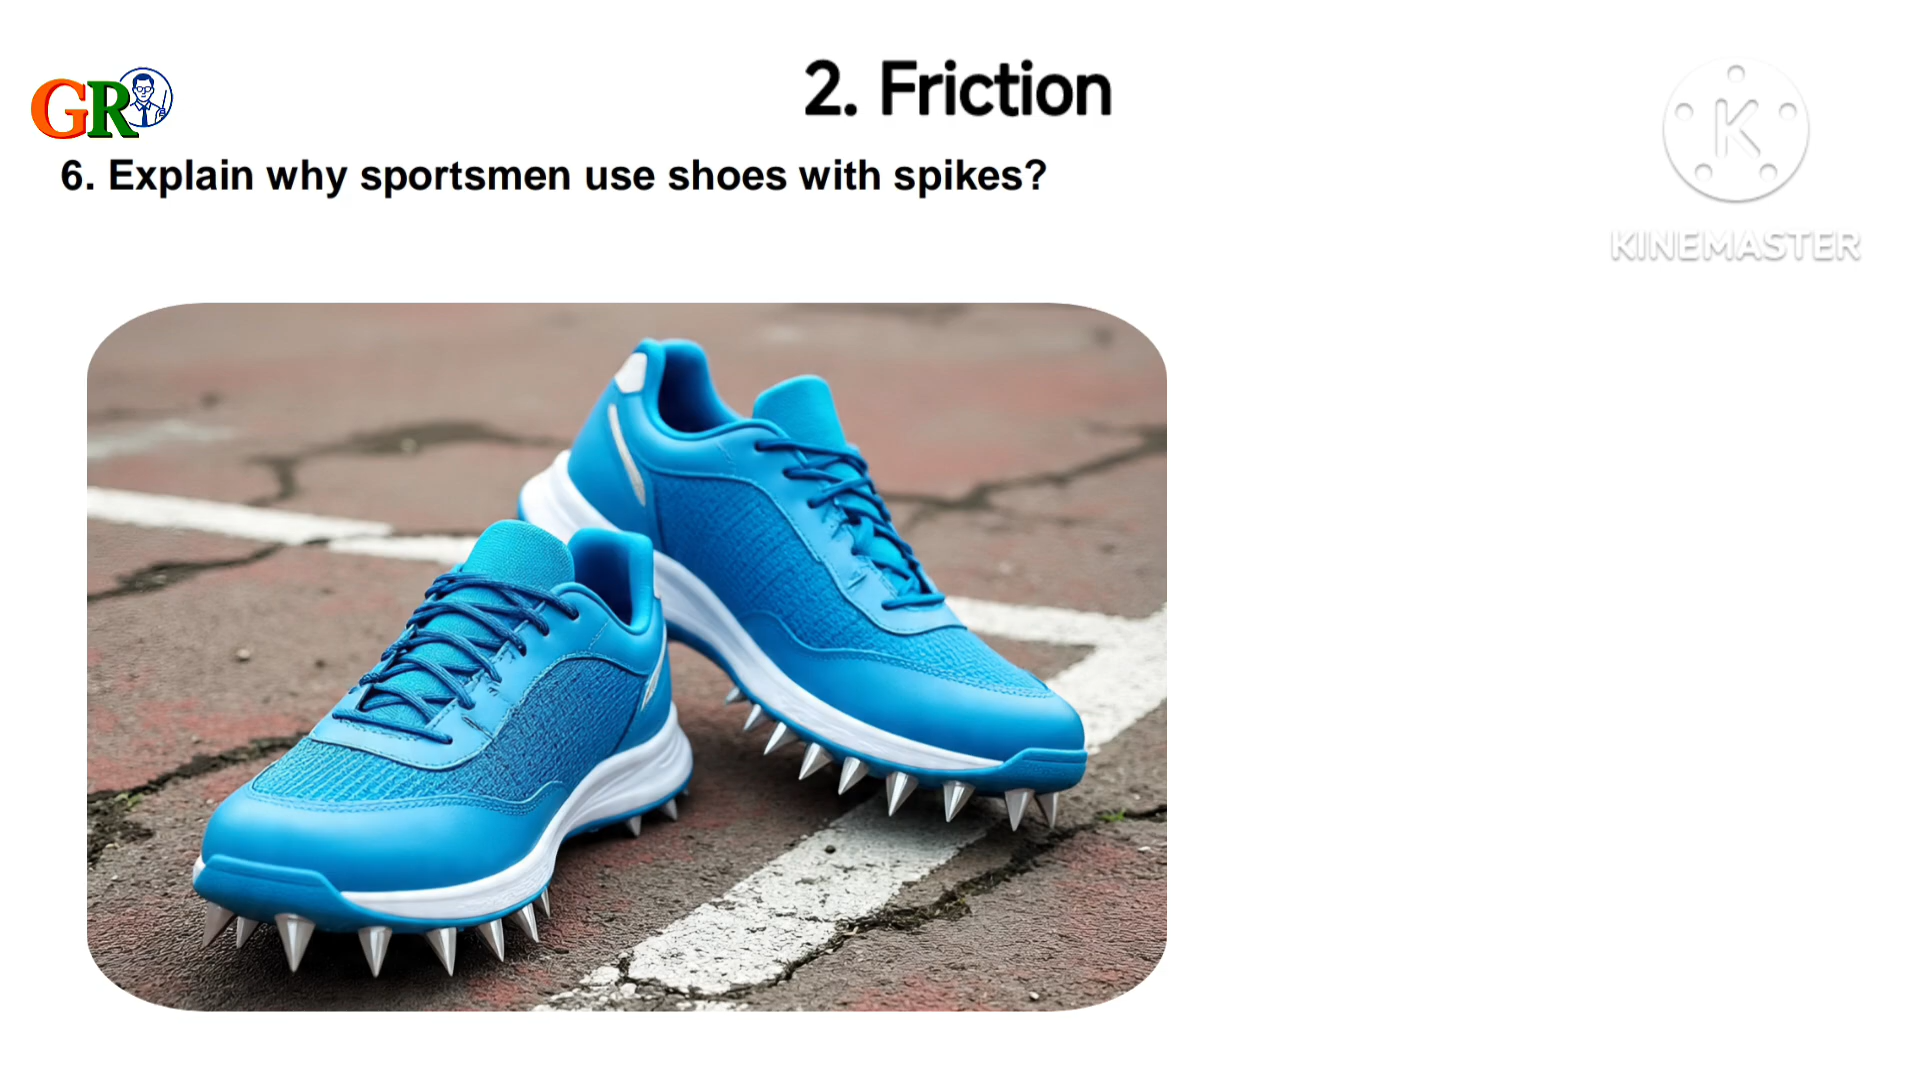 GR
2. Friction
6. Explain why sportsmen use shoes with spikes?
K
KINEMASTER